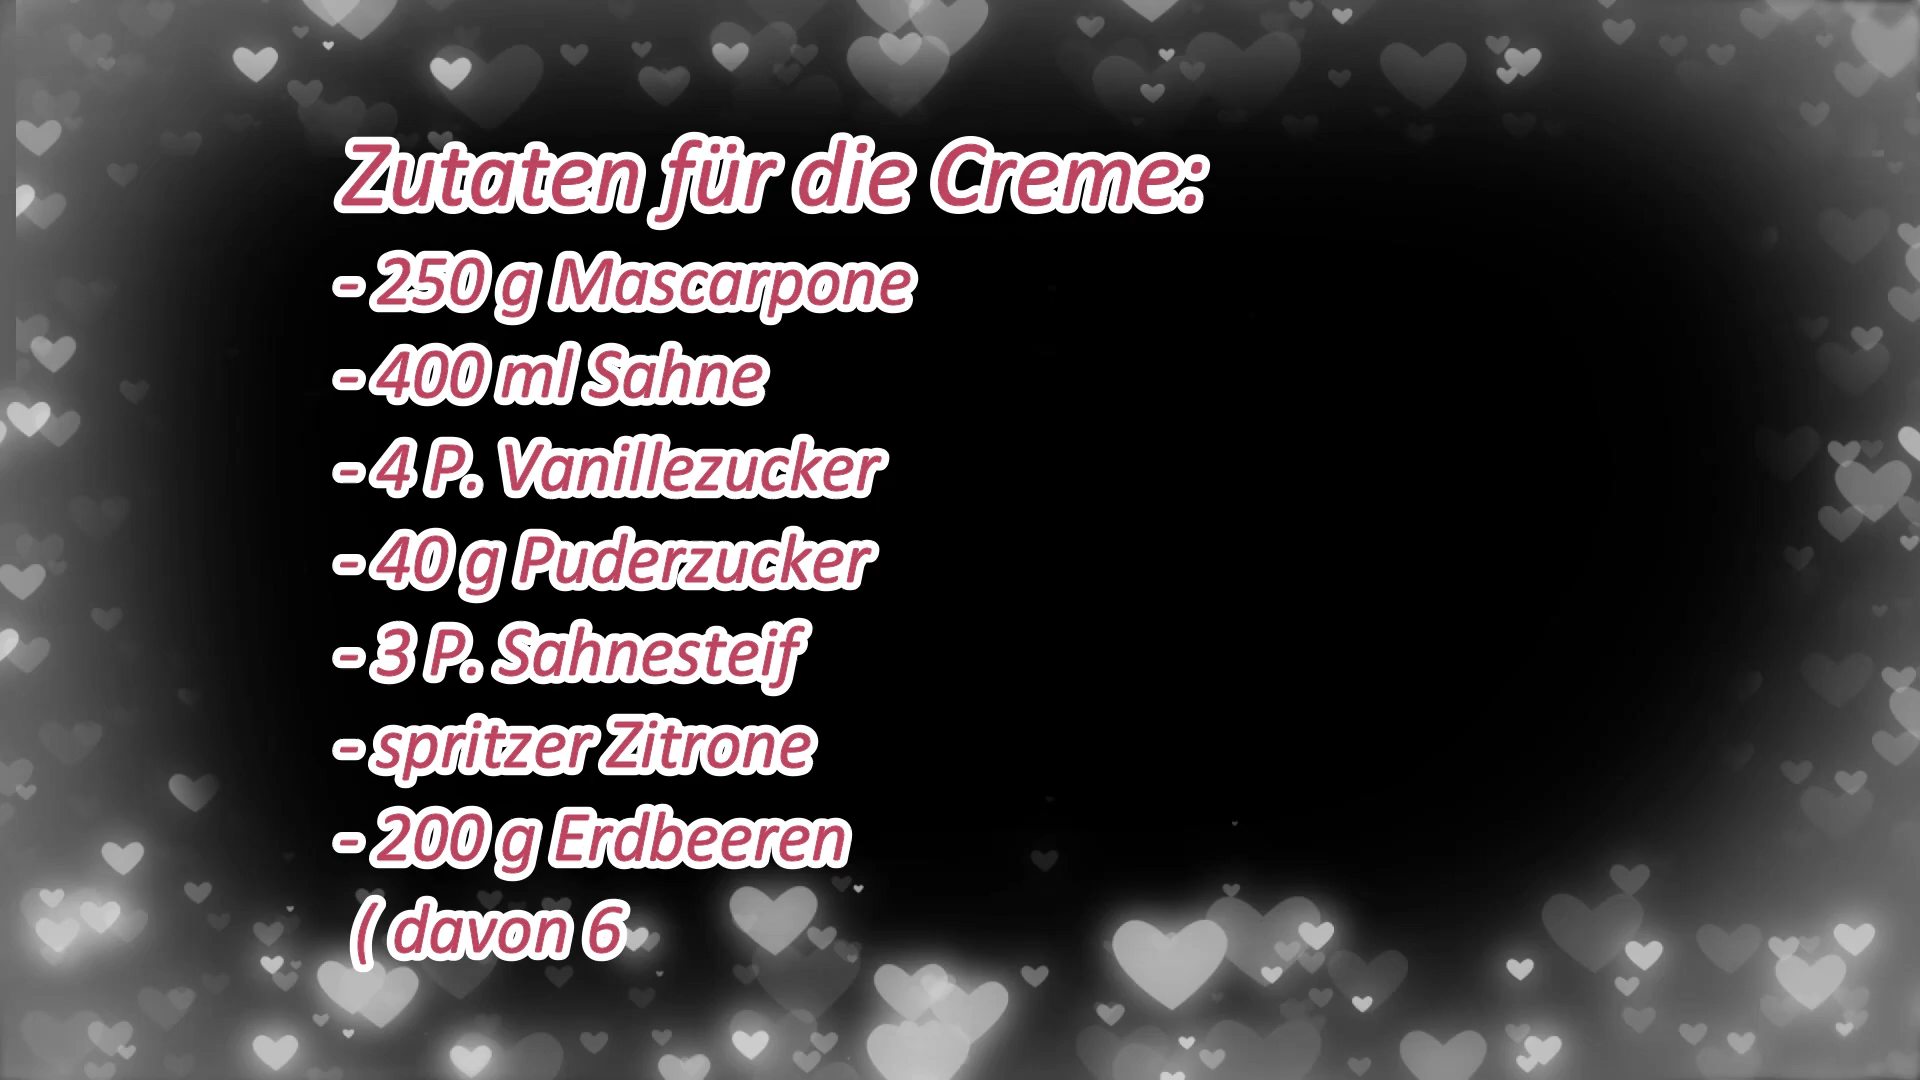 Zutaten für die Creme:
- 250 g Mascarpone
- 400 ml Sahne
- 4 P. Vanillezucker
- 40 g Puderzucker
- 3 P. Sahnesteif
- spritzer Zitrone
- 200 g Erdbeeren
( davon 6